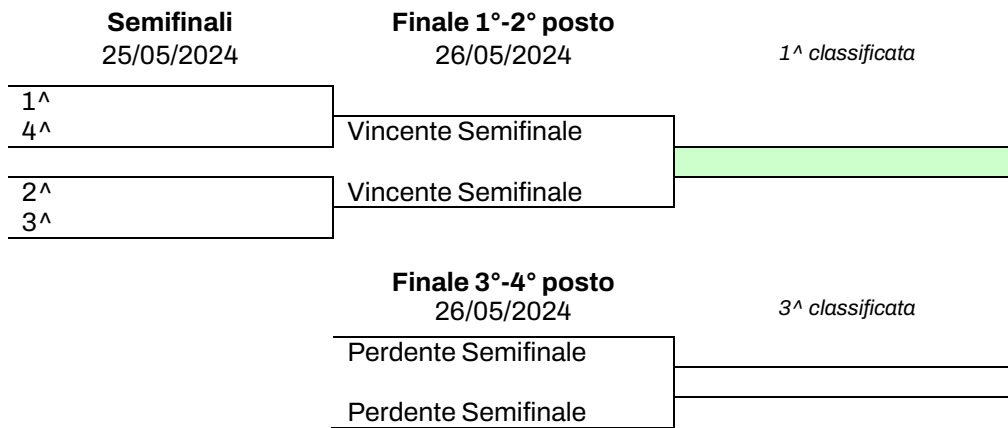 Semifinali
25/05/2024
Finale 1°-2° posto
26/05/2024
1^ classificata
1^
4^
Vincente Semifinale
2^
3^
Vincente Semifinale
Finale 3°-4° posto
26/05/2024
3^ classificata
Perdente Semifinale
Perdente Semifinale